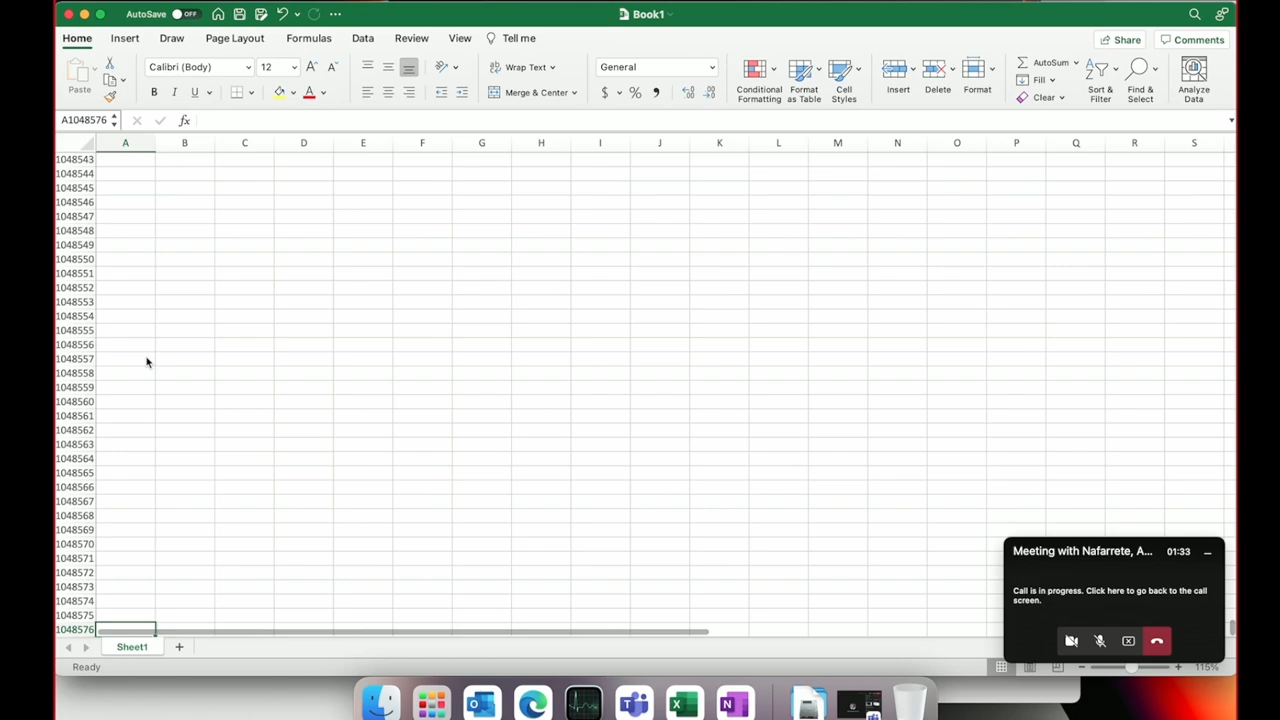 AutoSave OFF Book1
Home Insert Draw Page Layout Formulas Data Review View Tell me Share Comments
Paste Calibri (Body) 12 Wrap Text General AutoSum
Fill
B I U Merge & Center $ % Conditional Formatting Format as Table Cell Styles Insert Delete Format Clear Sort & Filter Find & Select Analyze Data
A1048576 fx
A B C D E F G H I J K L M N O P Q R S
1048543
1048544
1048545
1048546
1048547
1048548
1048549
1048550
1048551
1048552
1048553
1048554
1048555
1048556
1048557
1048558
1048559
1048560
1048561
1048562
1048563
1048564
1048565
1048566
1048567
1048568
1048569
1048570
1048571
1048572
1048573
1048574
1048575
1048576
Meeting with Nafarrete, A... 01:33
Call is in progress. Click here to go back to the call
screen.
Sheet1
Ready 115%